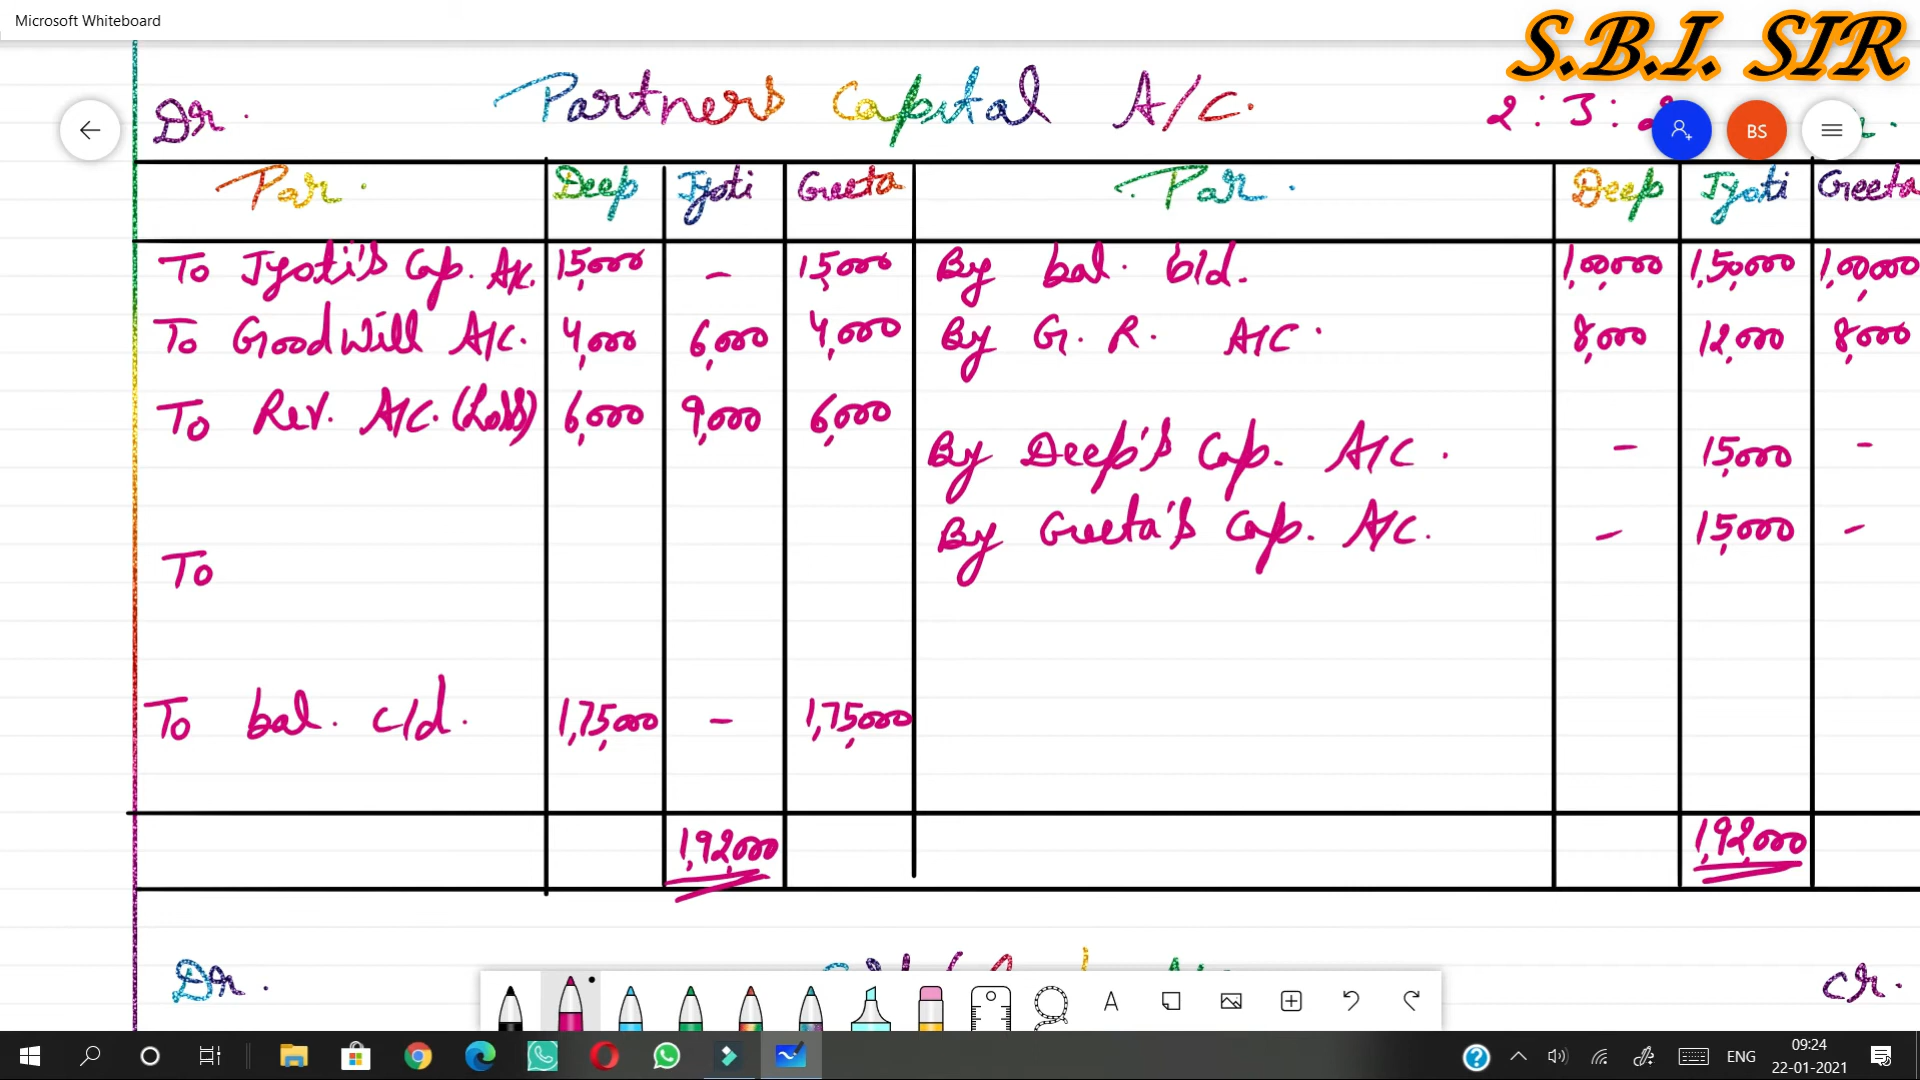 Microsoft Whiteboard
S.B.I. SIR
Dr. Partners Capital A/C. 2 : 3 :
BS
Par. Deep Jyoti Geeta Par. Deep Jyoti Geeta
To Jyoti's Cap. A/c. 15,000 - 15,000 By bal. b/d. 1,00,000 1,50,000 1,00,000
To Goodwill A/C. 4,000 6,000 4,000 By G. R. A/C. 8,000 12,000 8,000
To Rev. A/C. (Loss) 6,000 9,000 6,000
By Deep's Cap. A/C. - 15,000 -
By Geeta's Cap. A/C. - 15,000 -
To
To bal. c/d. 1,75,000 - 1,75,000
1,92,000 1,92,000
Dr. Cr.
A
ENG
09:24
22-01-2021